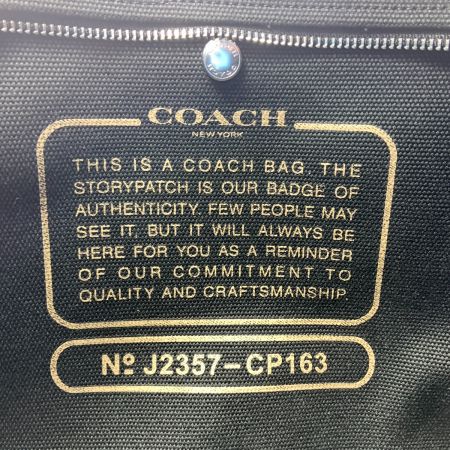 COACH
NEW YORK
THIS IS A COACH BAG. THE
STORYPATCH IS OUR BADGE OF
AUTHENTICITY. FEW PEOPLE MAY
SEE IT, BUT IT WILL ALWAYS BE
HERE FOR YOU AS A REMINDER
OF OUR COMMITMENT TO
QUALITY AND CRAFTSMANSHIP.
Nº J2357-CP163